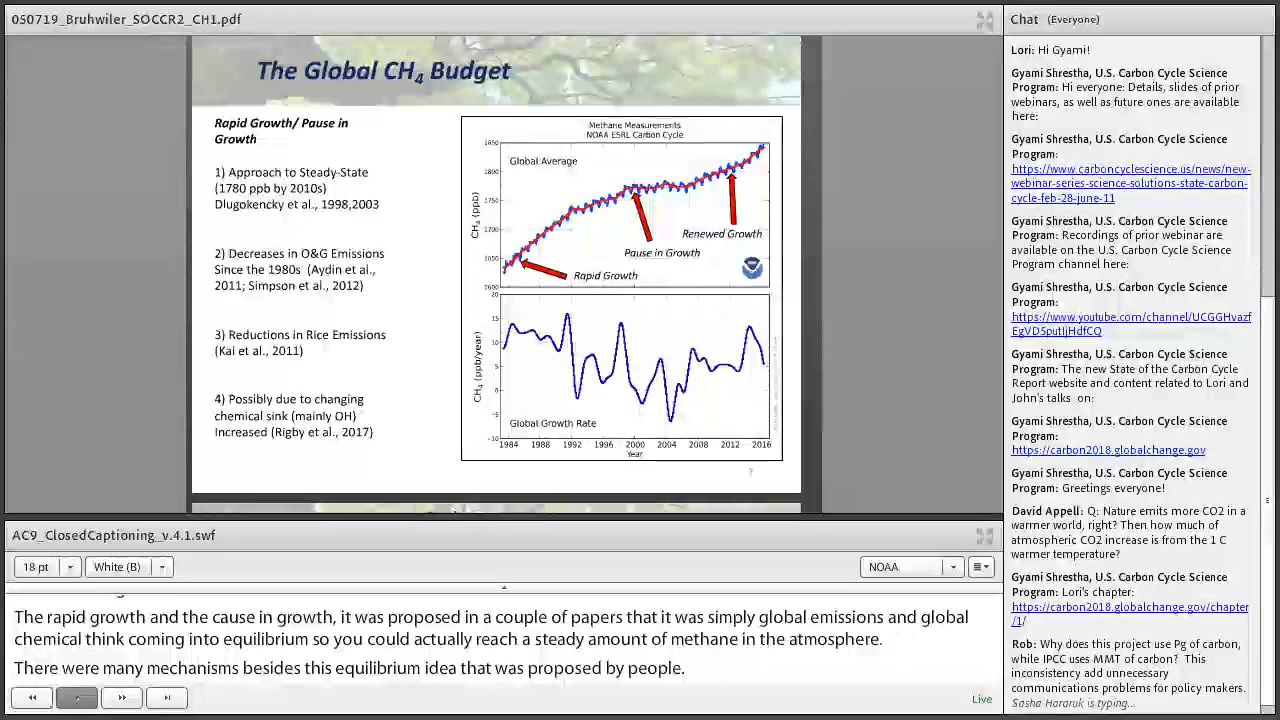 050719_Bruhwiler_SOCCR2_CH1.pdf
The Global CH4 Budget
Rapid Growth/ Pause in
Growth
1) Approach to Steady-State
(1780 ppb by 2010s)
Dlugokencky et al., 1998,2003
2) Decreases in O&G Emissions
Since the 1980s (Aydin et al.,
2011; Simpson et al., 2012)
3) Reductions in Rice Emissions
(Kai et al., 2011)
4) Possibly due to changing
chemical sink (mainly OH)
Increased (Rigby et al., 2017)
Methane Measurements
NOAA ESRL Carbon Cycle
1850
Global Average
1800
1750
CH4 (ppb)
1700
Renewed Growth
Pause in Growth
1650
Rapid Growth
1600
20
15
10
CH4 (ppb/year)
5
0
-5
Global Growth Rate
-10
1984 1988 1992 1996 2000 2004 2008 2012 2016
Year
7
AC9_ClosedCaptioning_v.4.1.swf
18 pt White (B) NOAA
The rapid growth and the cause in growth, it was proposed in a couple of papers that it was simply global emissions and global
chemical think coming into equilibrium so you could actually reach a steady amount of methane in the atmosphere.
There were many mechanisms besides this equilibrium idea that was proposed by people.
Live
Chat (Everyone)
Lori: Hi Gyami!
Gyami Shrestha, U.S. Carbon Cycle Science
Program: Hi everyone: Details, slides of prior
webinars, as well as future ones are available
here:
Gyami Shrestha, U.S. Carbon Cycle Science
Program:
https://www.carboncyclescience.us/news/new-
webinar-series-science-solutions-state-carbon-
cycle-feb-28-june-11
Gyami Shrestha, U.S. Carbon Cycle Science
Program: Recordings of prior webinar are
available on the U.S. Carbon Cycle Science
Program channel here:
Gyami Shrestha, U.S. Carbon Cycle Science
Program:
https://www.youtube.com/channel/UCGGHvazf
EgVD5putIjHdfCQ
Gyami Shrestha, U.S. Carbon Cycle Science
Program: The new State of the Carbon Cycle
Report website and content related to Lori and
John's talks on:
Gyami Shrestha, U.S. Carbon Cycle Science
Program:
https://carbon2018.globalchange.gov
Gyami Shrestha, U.S. Carbon Cycle Science
Program: Greetings everyone!
David Appell: Q: Nature emits more CO2 in a
warmer world, right? Then how much of
atmospheric CO2 increase is from the 1 C
warmer temperature?
Gyami Shrestha, U.S. Carbon Cycle Science
Program: Lori's chapter:
https://carbon2018.globalchange.gov/chapter
/1/
Rob: Why does this project use Pg of carbon,
while IPCC uses MMT of carbon? This
inconsistency add unnecessary
communications problems for policy makers.
Sasha Hararuk is typing...